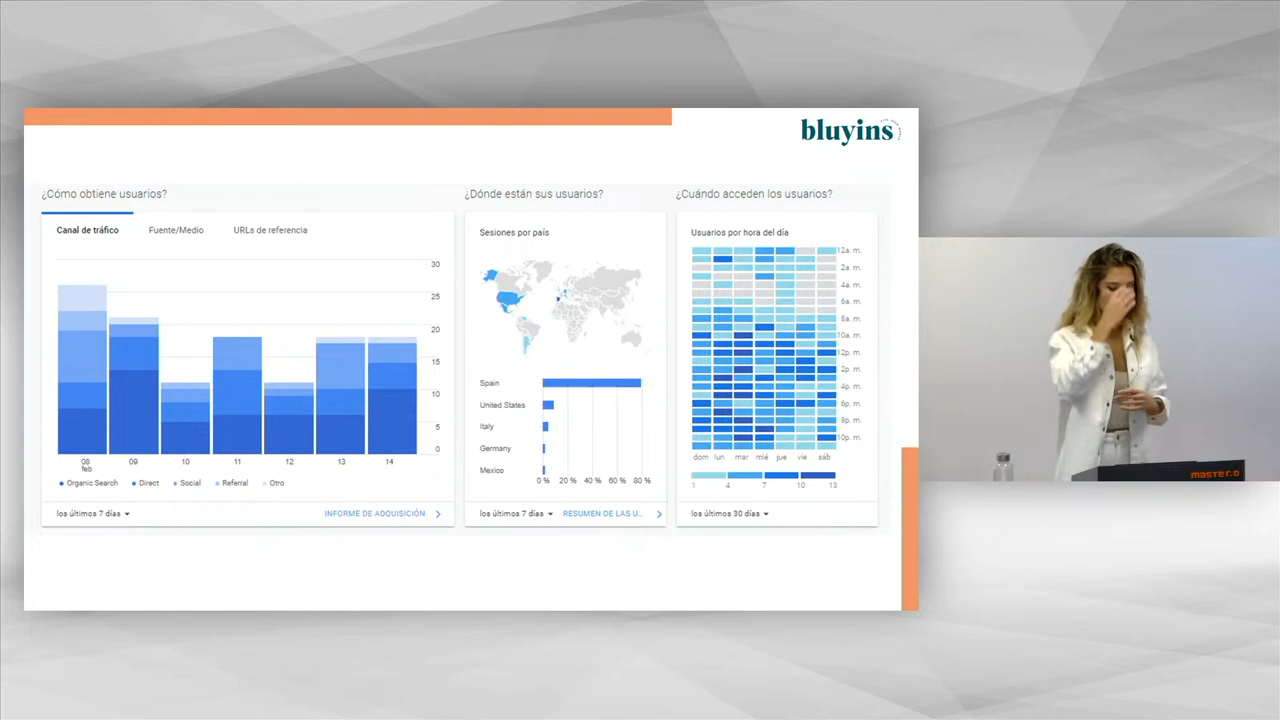 bluyins
¿Cómo obtiene usuarios?
Canal de tráfico Fuente/Medio URLs de referencia
30
25
20
15
10
5
0
08 feb 10 11 12 13 14
09
Organic Search Direct Social Referral Otro
los últimos 7 días INFORME DE ADQUISICIÓN
¿Dónde están sus usuarios?
Sesiones por país
Spain
United States
Italy
Germany
Mexico
0 % 20 % 40 % 60 % 80 %
los últimos 7 días RESUMEN DE LAS U...
¿Cuándo acceden los usuarios?
Usuarios por hora del día
12a. m.
2a. m.
4a. m.
6a. m.
8a. m.
10a. m.
12p. m.
2p. m.
4p. m.
6p. m.
8p. m.
10p. m.
dom lun mar mié jue vie sáb
1 4 7 10 13
los últimos 30 días
MASTER.D